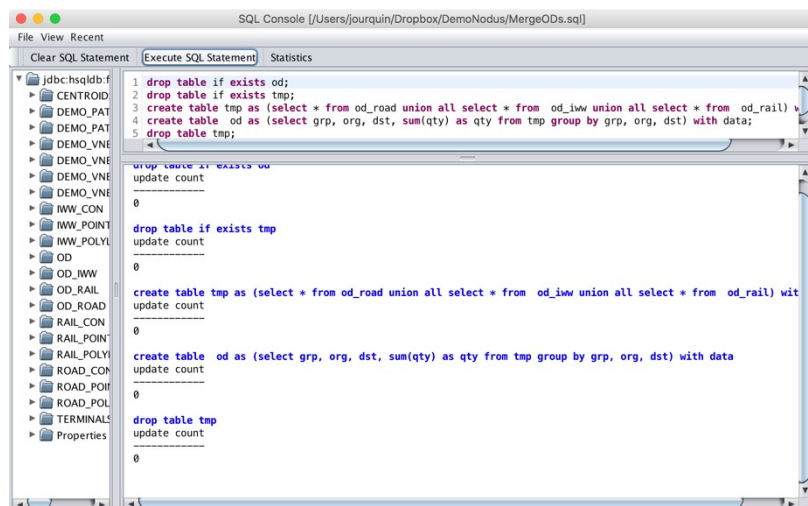 SQL Console [/Users/jourquin/Dropbox/DemoNodus/MergeODs.sql]
File View Recent
Clear SQL Statement Execute SQL Statement Statistics
jdbc:hsqldb:f
CENTROID
DEMO_PAT
DEMO_PAT
DEMO_VNE
DEMO_VNE
DEMO_VNE
DEMO_VNE
IWW_CON
IWW_POINT
IWW_POLYL
OD
OD_IWW
OD_RAIL
OD_ROAD
RAIL_CON
RAIL_POIN
RAIL_POLY
ROAD_CON
ROAD_POI
ROAD_POL
TERMINALS
Properties
1 drop table if exists od;
2 drop table if exists tmp;
3 create table tmp as (select * from od_road union all select * from od_iww union all select * from od_rail) w
4 create table od as (select grp, org, dst, sum(qty) as qty from tmp group by grp, org, dst) with data;
5 drop table tmp;
drop table if exists od
update count
------------
0
drop table if exists tmp
update count
------------
0
create table tmp as (select * from od_road union all select * from od_iww union all select * from od_rail) wit
update count
------------
0
create table od as (select grp, org, dst, sum(qty) as qty from tmp group by grp, org, dst) with data
update count
------------
0
drop table tmp
update count
------------
0